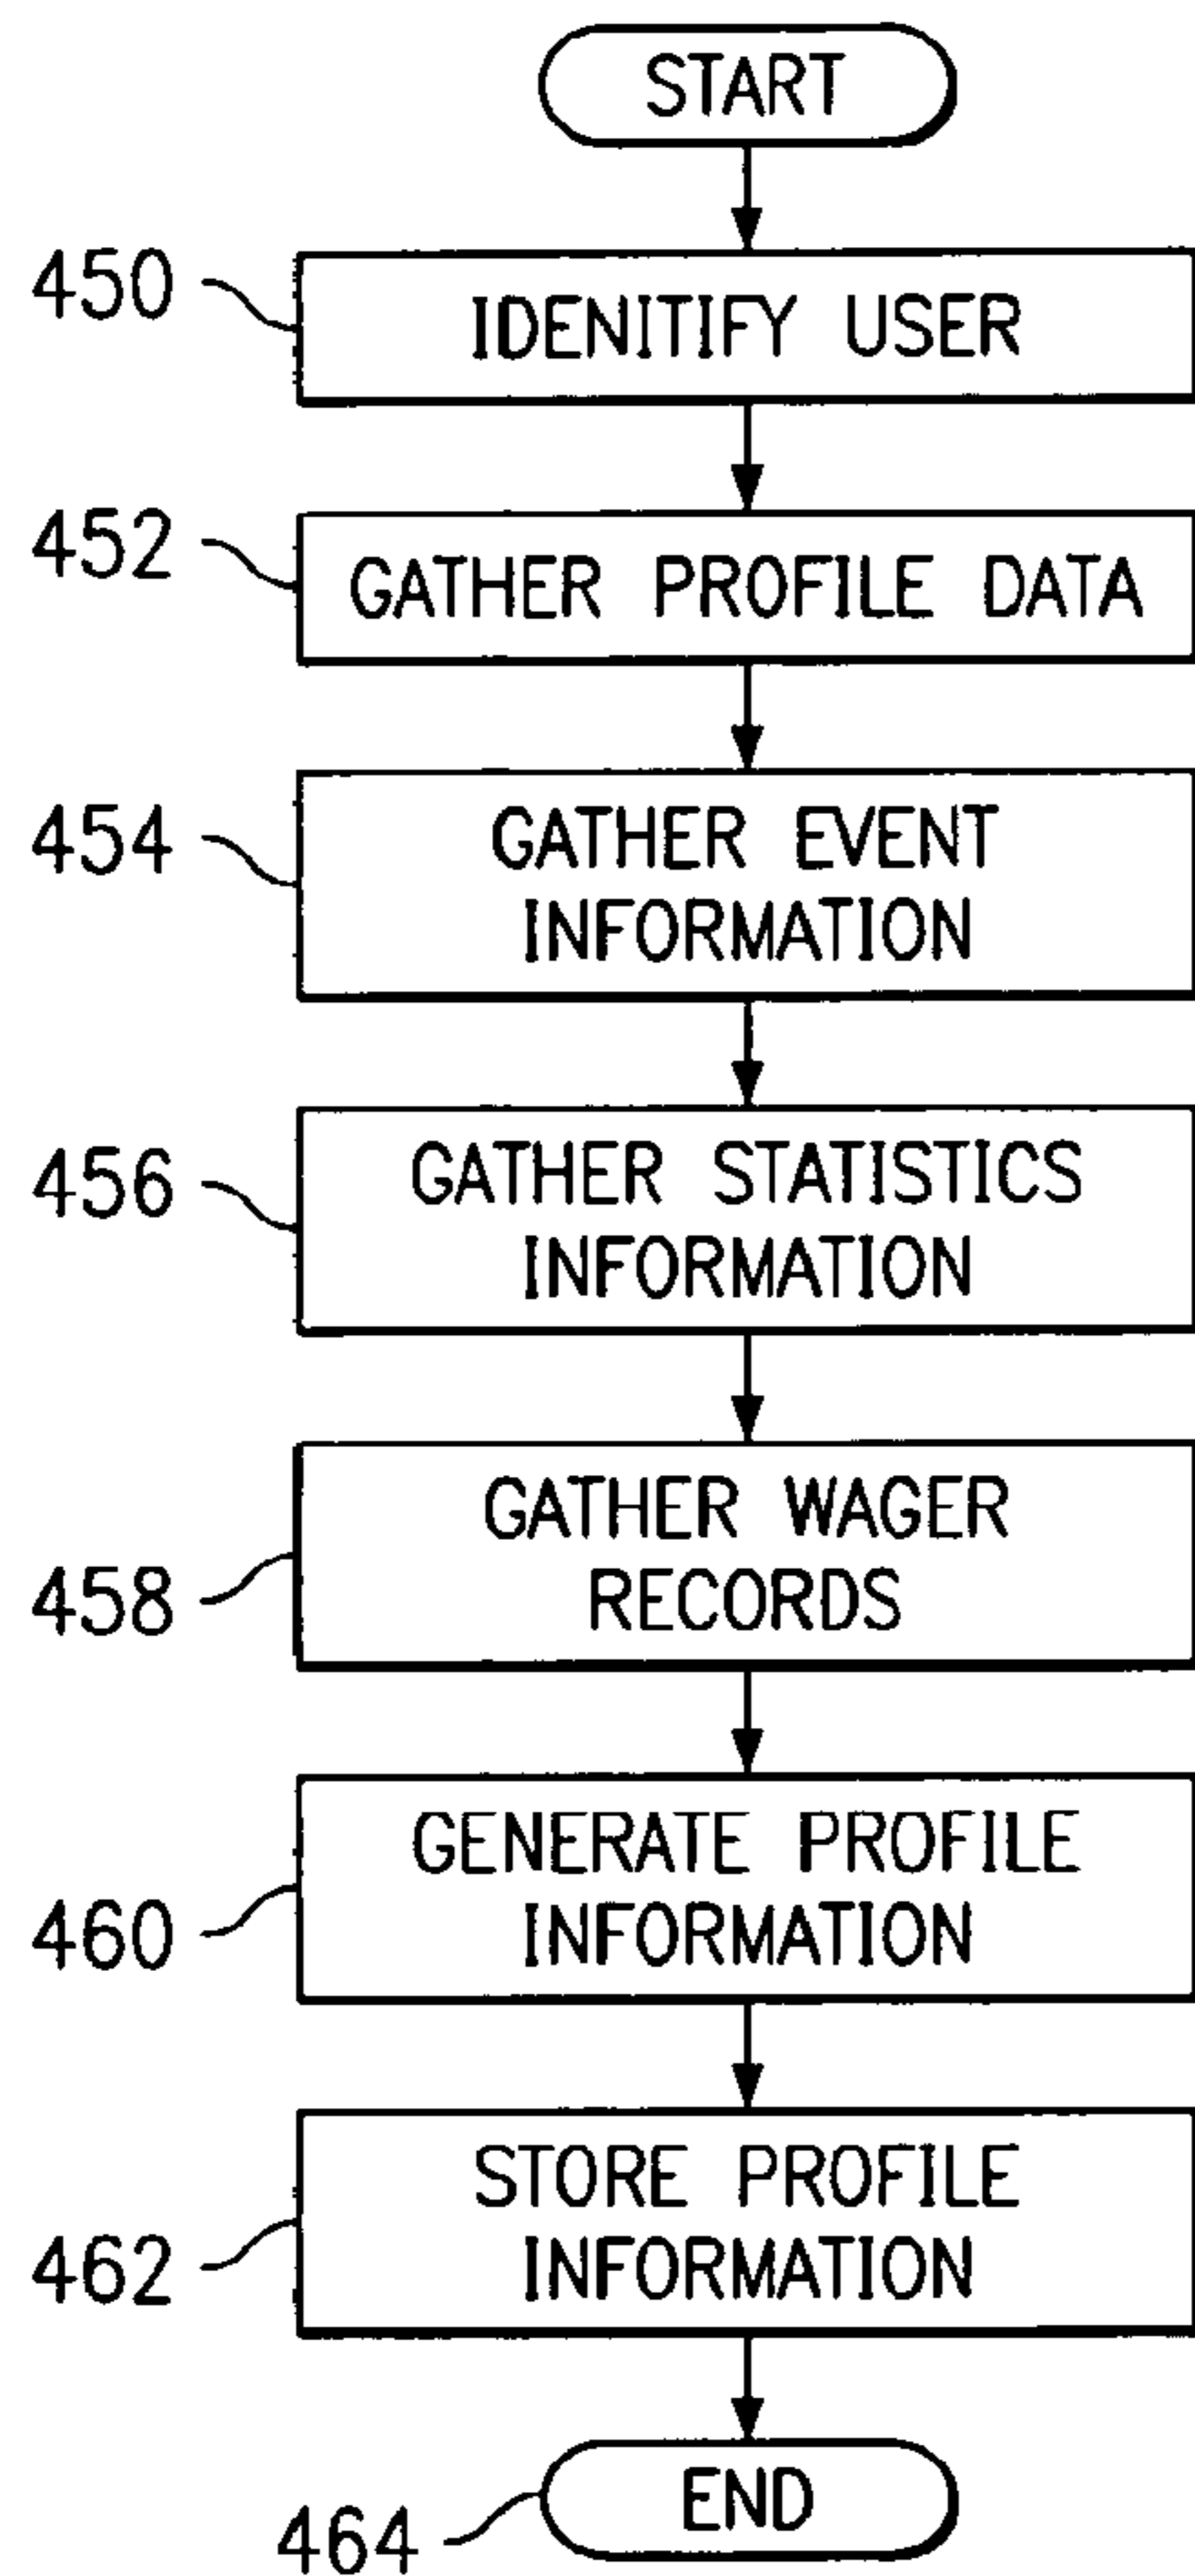 START
450
IDENITIFY USER
452
GATHER PROFILE DATA
454
GATHER EVENT
INFORMATION
456
GATHER STATISTICS
INFORMATION
GATHER WAGER
458
RECORDS
GENERATE PROFILE
460
INFORMATION
STORE PROFILE
462
INFORMATION
END
464